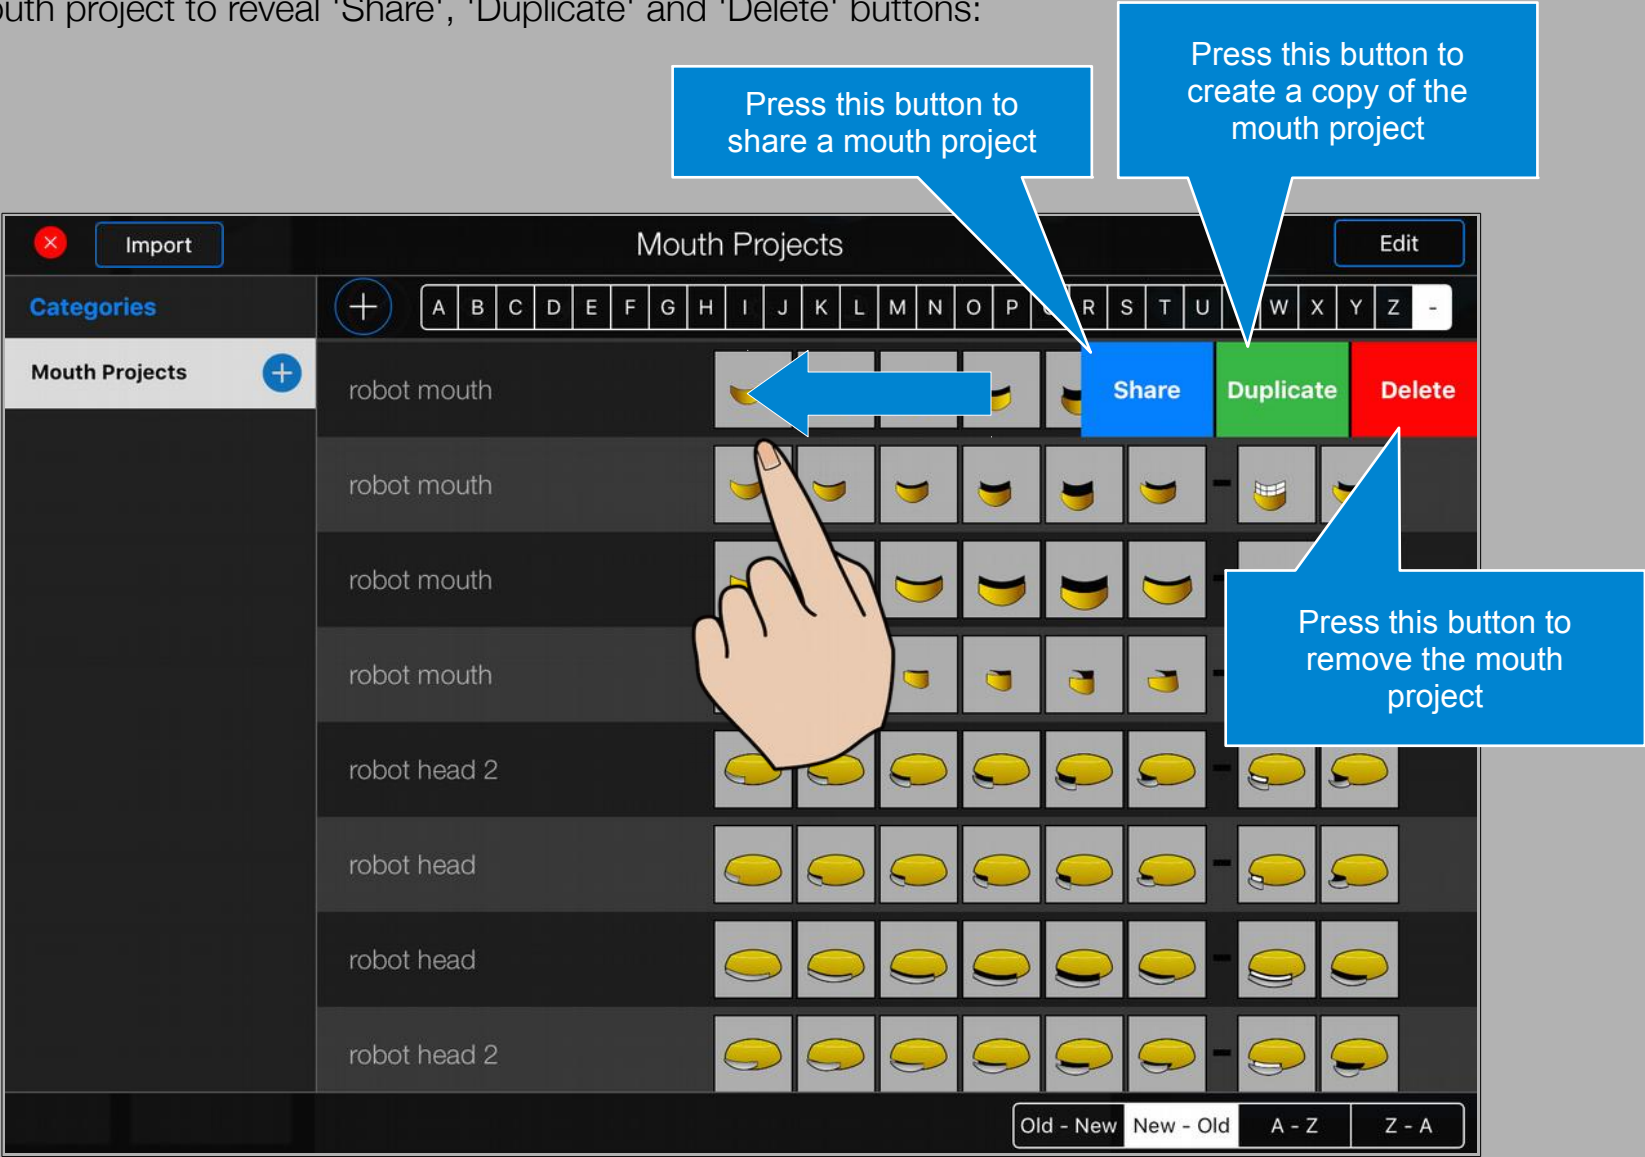 project to reveal 'Share', 'Duplicate' and 'Delete' buttons:
Press this button to
create a copy of the
mouth project
Press this button to
share a mouth project
Import
Mouth Projects
Edit
Categories
A B C D E F G H I J K L M N O P R S T U W X Y Z -
Mouth Projects
robot mouth
Share
Duplicate
Delete
robot mouth
robot mouth
Press this button to
remove the mouth
project
robot mouth
robot head 2
robot head
robot head
robot head 2
Old - New
New - Old
A - Z
Z - A